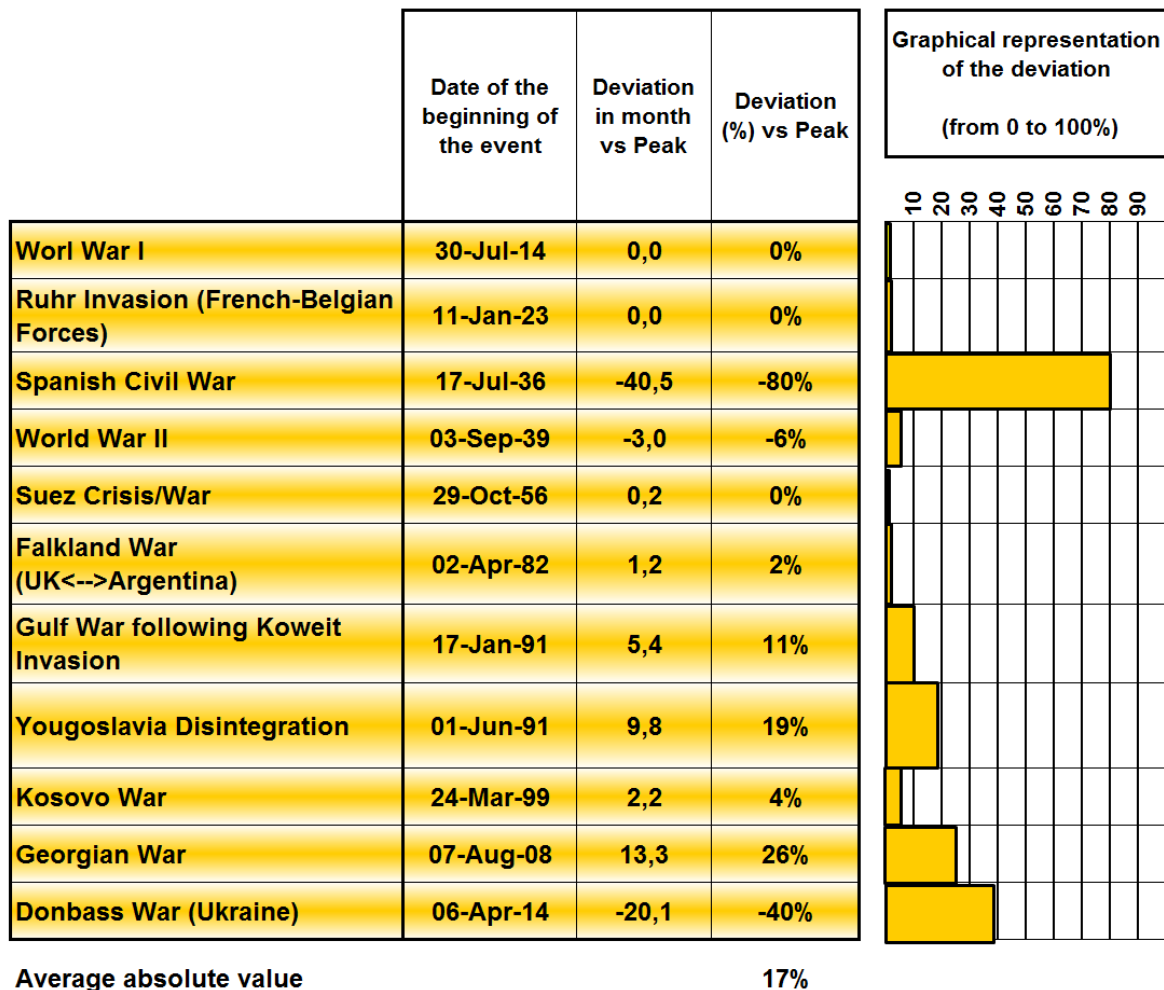 Date of the
beginning of
the event
Deviation
in month
vs Peak
Deviation
(%) vs Peak
Graphical representation
of the deviation
(from 0 to 100%)
10 20 30 40 50 60 70 80 90
Worl War I 30-Jul-14 0,0 0%
Ruhr Invasion (French-Belgian
Forces) 11-Jan-23 0,0 0%
Spanish Civil War 17-Jul-36 -40,5 -80%
World War II 03-Sep-39 -3,0 -6%
Suez Crisis/War 29-Oct-56 0,2 0%
Falkland War
(UK<-->Argentina) 02-Apr-82 1,2 2%
Gulf War following Koweit
Invasion 17-Jan-91 5,4 11%
Yougoslavia Disintegration 01-Jun-91 9,8 19%
Kosovo War 24-Mar-99 2,2 4%
Georgian War 07-Aug-08 13,3 26%
Donbass War (Ukraine) 06-Apr-14 -20,1 -40%
Average absolute value 17%